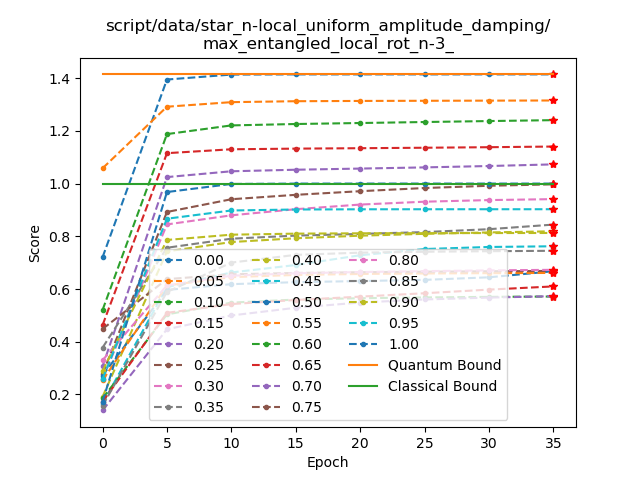 script/data/star_n-local_uniform_amplitude_damping/
max_entangled_local_rot_n-3_
Score
1.4
1.2
1.0
0.8
0.6
0.4
0.2
0.00 0.40 0.80
0.05 0.45 0.85
0.10 0.50 0.90
0.15 0.55 0.95
0.20 0.60 1.00
0.25 0.65 Quantum Bound
0.30 0.70 Classical Bound
0.35 0.75
0 5 10 15 20 25 30 35
Epoch